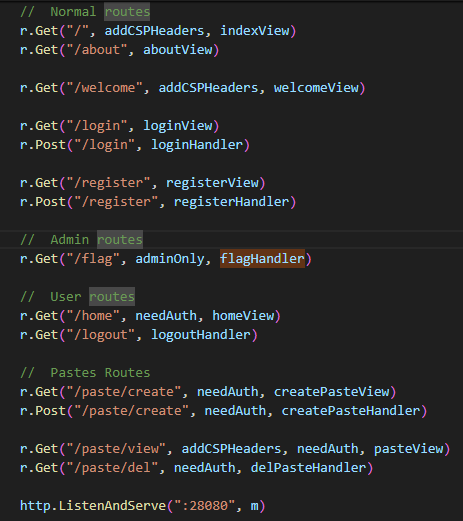 //  Normal routes
r.Get("/", addCSPHeaders, indexView)
r.Get("/about", aboutView)
r.Get("/welcome", addCSPHeaders, welcomeView)
r.Get("/login", loginView)
r.Post("/login", loginHandler)
r.Get("/register", registerView)
r.Post("/register", registerHandler)
//  Admin routes
r.Get("/flag", adminOnly, flagHandler)
//  User routes
r.Get("/home", needAuth, homeView)
r.Get("/logout", logoutHandler)
//  Pastes Routes
r.Get("/paste/create", needAuth, createPasteView)
r.Post("/paste/create", needAuth, createPasteHandler)
r.Get("/paste/view", addCSPHeaders, needAuth, pasteView)
r.Get("/paste/del", needAuth, delPasteHandler)
http.ListenAndServe(":28080", m)